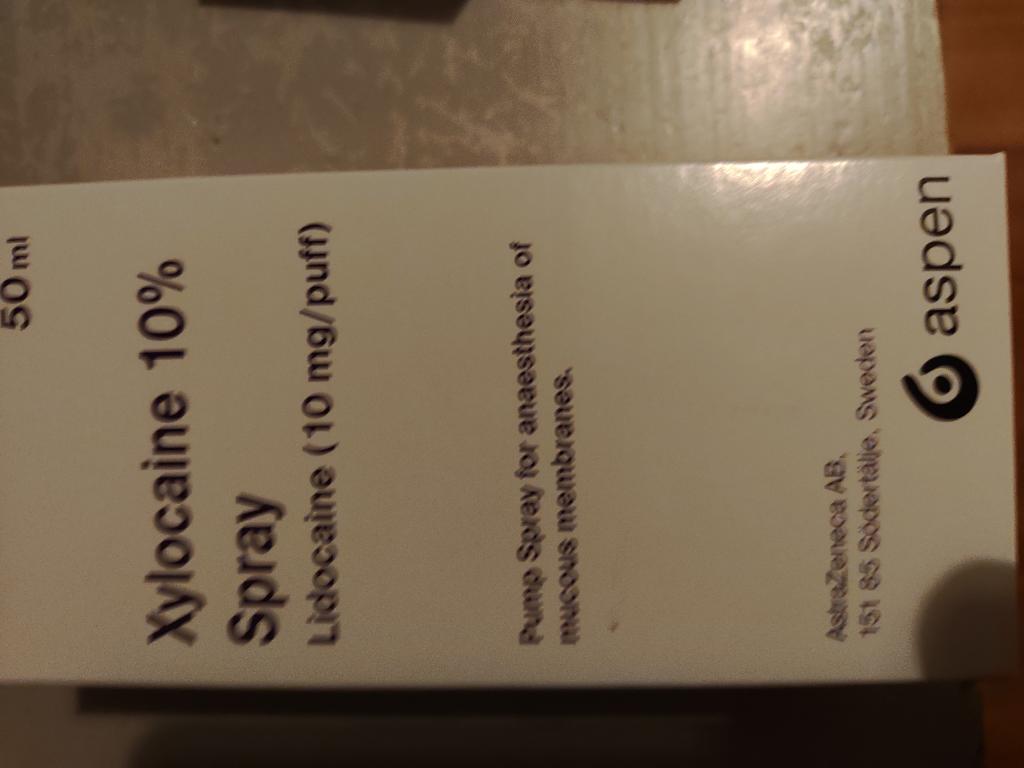 50 ml
Xylocaine 10%
Spray
Lidocaine (10 mg/puff)
Pump Spray for anaesthesia of
mucous membranes.
AstraZeneca AB,
151 85 Södertälje, Sweden
aspen